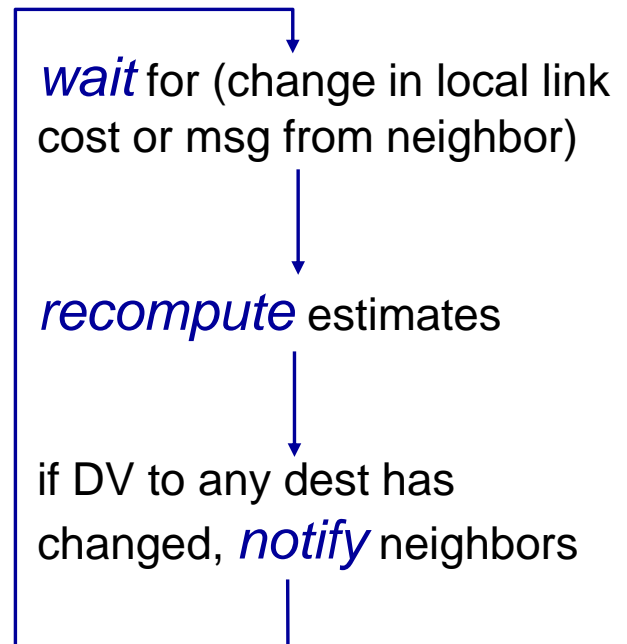 wait for (change in local link
cost or msg from neighbor)
recompute estimates
if DV to any dest has
changed, notify neighbors